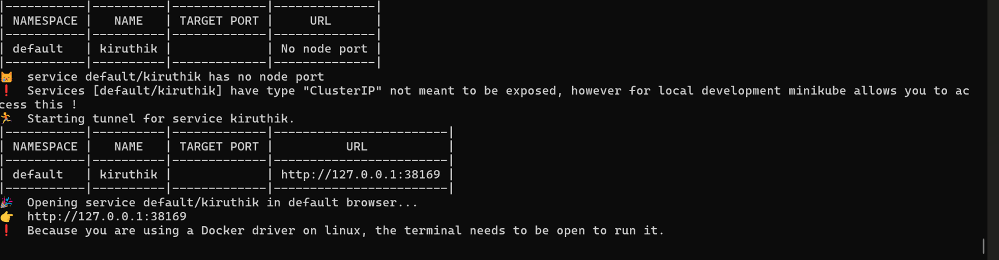 |-----------|----------|-------------|--------------|
| NAMESPACE |   NAME   | TARGET PORT |     URL      |
|-----------|----------|-------------|--------------|
| default   | kiruthik |             | No node port |
|-----------|----------|-------------|--------------|
😿  service default/kiruthik has no node port
❗  Services [default/kiruthik] have type "ClusterIP" not meant to be exposed, however for local development minikube allows you to ac
cess this !
🏃  Starting tunnel for service kiruthik.
|-----------|----------|-------------|------------------------|
| NAMESPACE |   NAME   | TARGET PORT |          URL           |
|-----------|----------|-------------|------------------------|
| default   | kiruthik |             | http://127.0.0.1:38169 |
|-----------|----------|-------------|------------------------|
🎉  Opening service default/kiruthik in default browser...
👉  http://127.0.0.1:38169
❗  Because you are using a Docker driver on linux, the terminal needs to be open to run it.